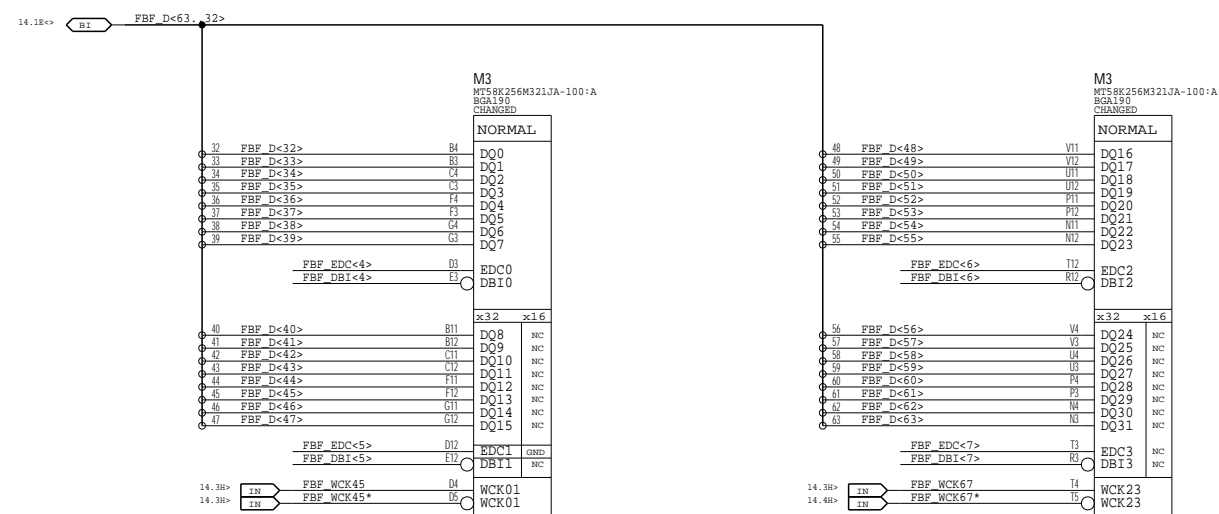 14.1E<> BI FBF_D<63..32>
M3 M3
MT58K256M321JA-100:A MT58K256M321JA-100:A
BGA190 BGA190
CHANGED CHANGED
NORMAL NORMAL
32 FBF_D<32> B4 DQ0 48 FBF_D<48> V11 DQ16
33 FBF_D<33> B3 DQ1 49 FBF_D<49> V12 DQ17
34 FBF_D<34> C4 DQ2 50 FBF_D<50> U11 DQ18
35 FBF_D<35> C3 DQ3 51 FBF_D<51> U12 DQ19
36 FBF_D<36> F4 DQ4 52 FBF_D<52> P11 DQ20
37 FBF_D<37> F3 DQ5 53 FBF_D<53> P12 DQ21
38 FBF_D<38> G4 DQ6 54 FBF_D<54> N11 DQ22
39 FBF_D<39> G3 DQ7 55 FBF_D<55> N12 DQ23
FBF_EDC<4> D3 EDC0 FBF_EDC<6> T12 EDC2
FBF_DBI<4> E3 DBI0 FBF_DBI<6> R12 DBI2
x32 x16 x32 x16
40 FBF_D<40> B11 DQ8 NC 56 FBF_D<56> V4 DQ24 NC
41 FBF_D<41> B12 DQ9 NC 57 FBF_D<57> V3 DQ25 NC
42 FBF_D<42> C11 DQ10 NC 58 FBF_D<58> U4 DQ26 NC
43 FBF_D<43> C12 DQ11 NC 59 FBF_D<59> U3 DQ27 NC
44 FBF_D<44> F11 DQ12 NC 60 FBF_D<60> P4 DQ28 NC
45 FBF_D<45> F12 DQ13 NC 61 FBF_D<61> P3 DQ29 NC
46 FBF_D<46> G11 DQ14 NC 62 FBF_D<62> N4 DQ30 NC
47 FBF_D<47> G12 DQ15 NC 63 FBF_D<63> N3 DQ31 NC
FBF_EDC<5> D12 EDC1 GND FBF_EDC<7> T3 EDC3 NC
FBF_DBI<5> E12 DBI1 NC FBF_DBI<7> R3 DBI3 NC
14.3H> IN FBF_WCK45 D4 WCK01 14.3H> IN FBF_WCK67 T4 WCK23
14.3H> IN FBF_WCK45* D5 WCK01 14.4H> IN FBF_WCK67* T5 WCK23